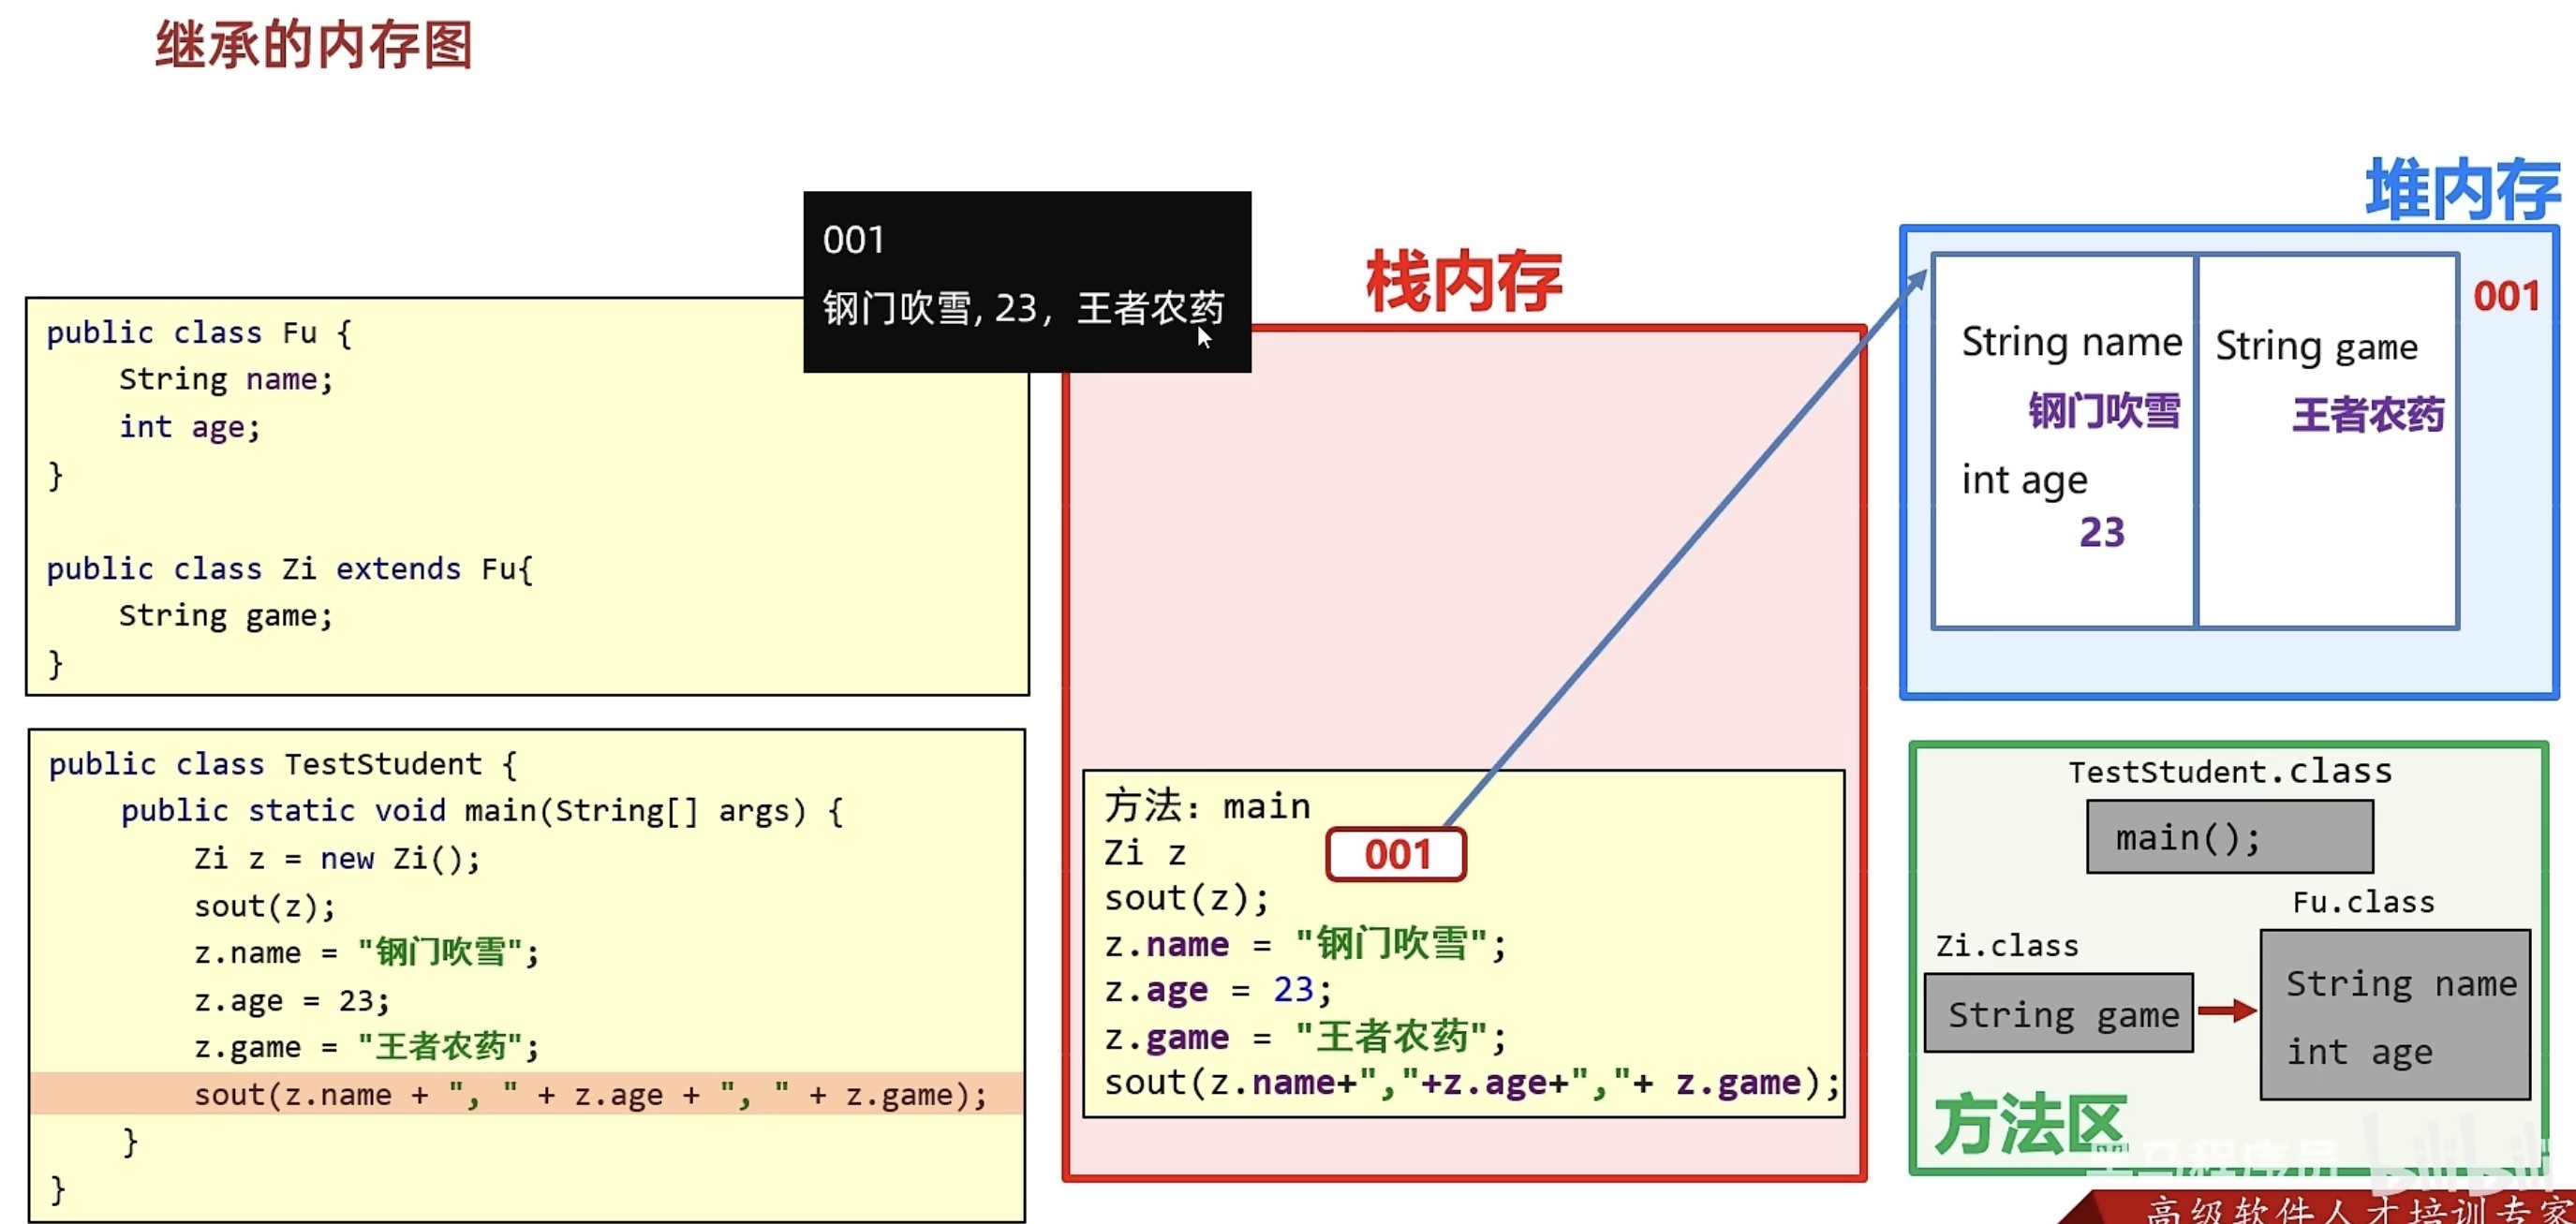 继承的内存图
001
钢门吹雪, 23, 王者农药
public class Fu {
String name;
int age;
}
public class Zi extends Fu{
String game;
}
public class TestStudent {
public static void main(String[] args) {
Zi z = new Zi();
sout(z);
z.name = "钢门吹雪";
z.age = 23;
z.game = "王者农药";
sout(z.name + ", " + z.age + ", " + z.game);
}
}
栈内存
方法：main
Zi z 001
sout(z);
z.name = "钢门吹雪";
z.age = 23;
z.game = "王者农药";
sout(z.name+","+z.age+","+ z.game);
堆内存
001
String name
钢门吹雪
int age
23
String game
王者农药
TestStudent.class
main();
Fu.class
String name
int age
Zi.class
String game
方法区
黑马程序员
bilibili
高级软件人才培训专家